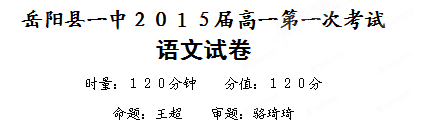 岳阳县一中２０１５届高一第一次考试
语文试卷
时量：１２０分钟　　分值：１２０分
命题：王超　　审题：骆琦琦